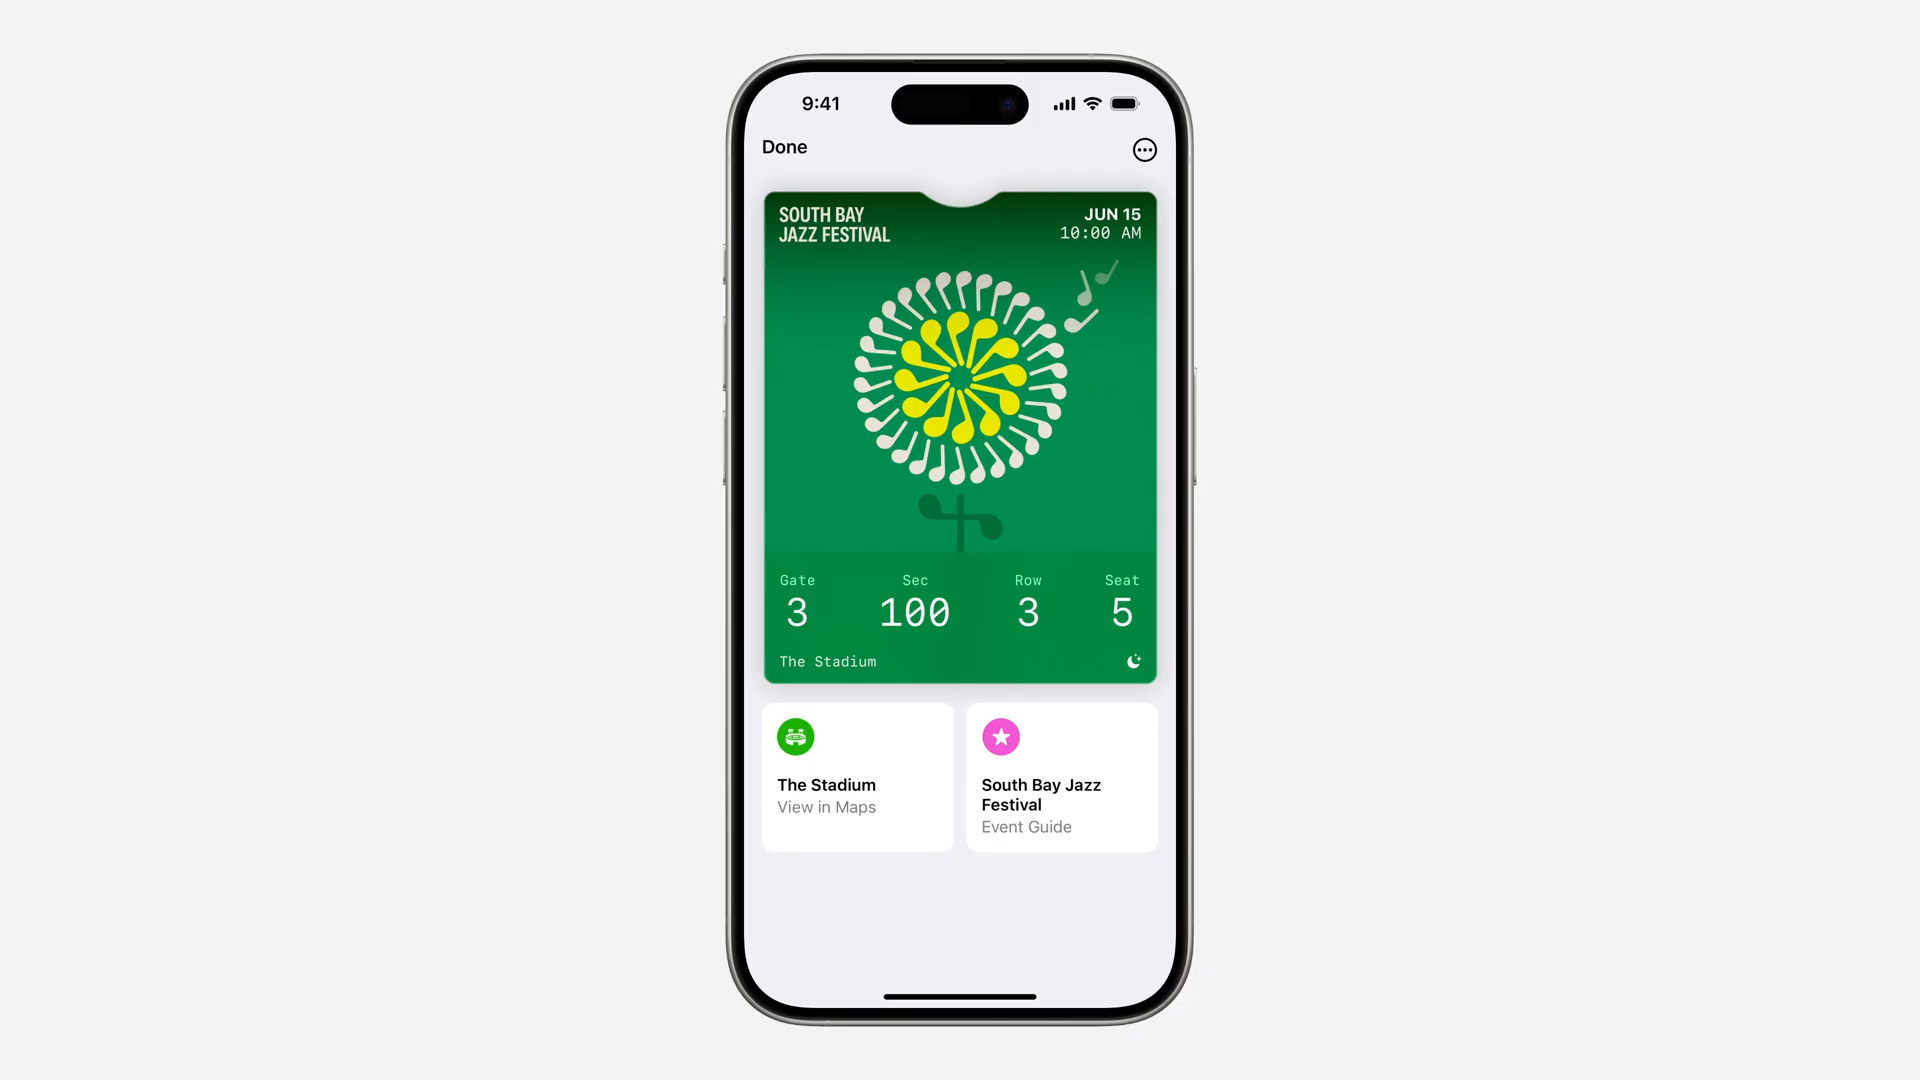 9:41
Done
SOUTH BAY
JAZZ FESTIVAL
JUN 15
10:00 AM
Gate Sec Row Seat
3 100 3 5
The Stadium
The Stadium
View in Maps
South Bay Jazz
Festival
Event Guide